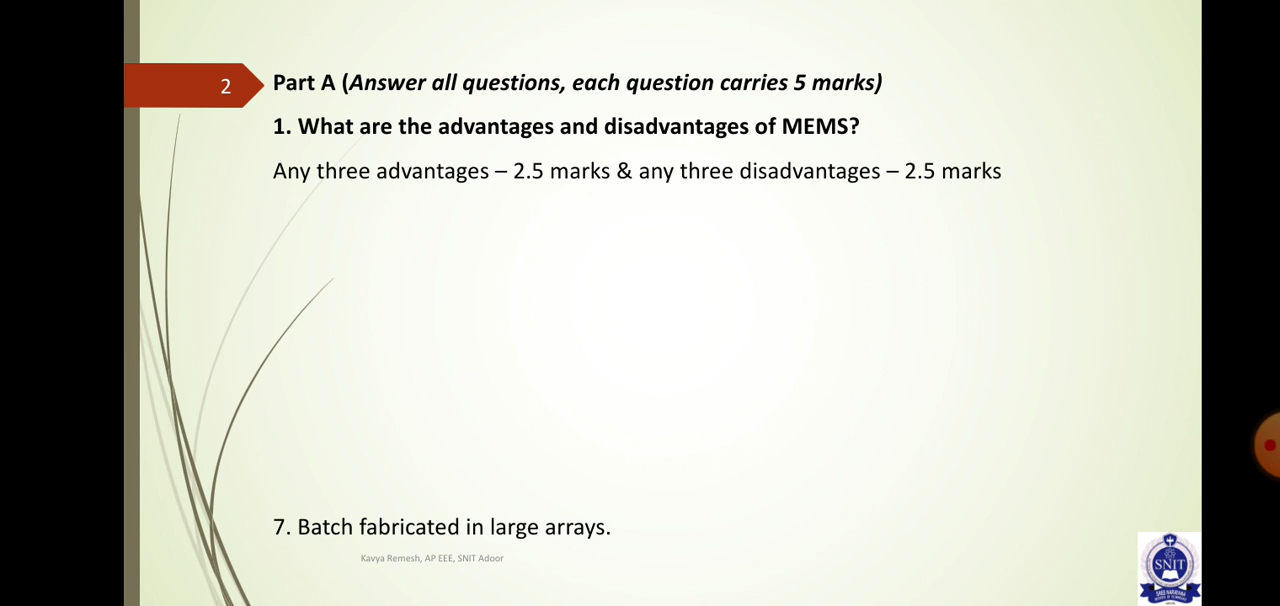 2
Part A (Answer all questions, each question carries 5 marks)
1. What are the advantages and disadvantages of MEMS?
Any three advantages – 2.5 marks & any three disadvantages – 2.5 marks
7. Batch fabricated in large arrays.
Kavya Remesh, AP EEE, SNIT Adoor
SNIT